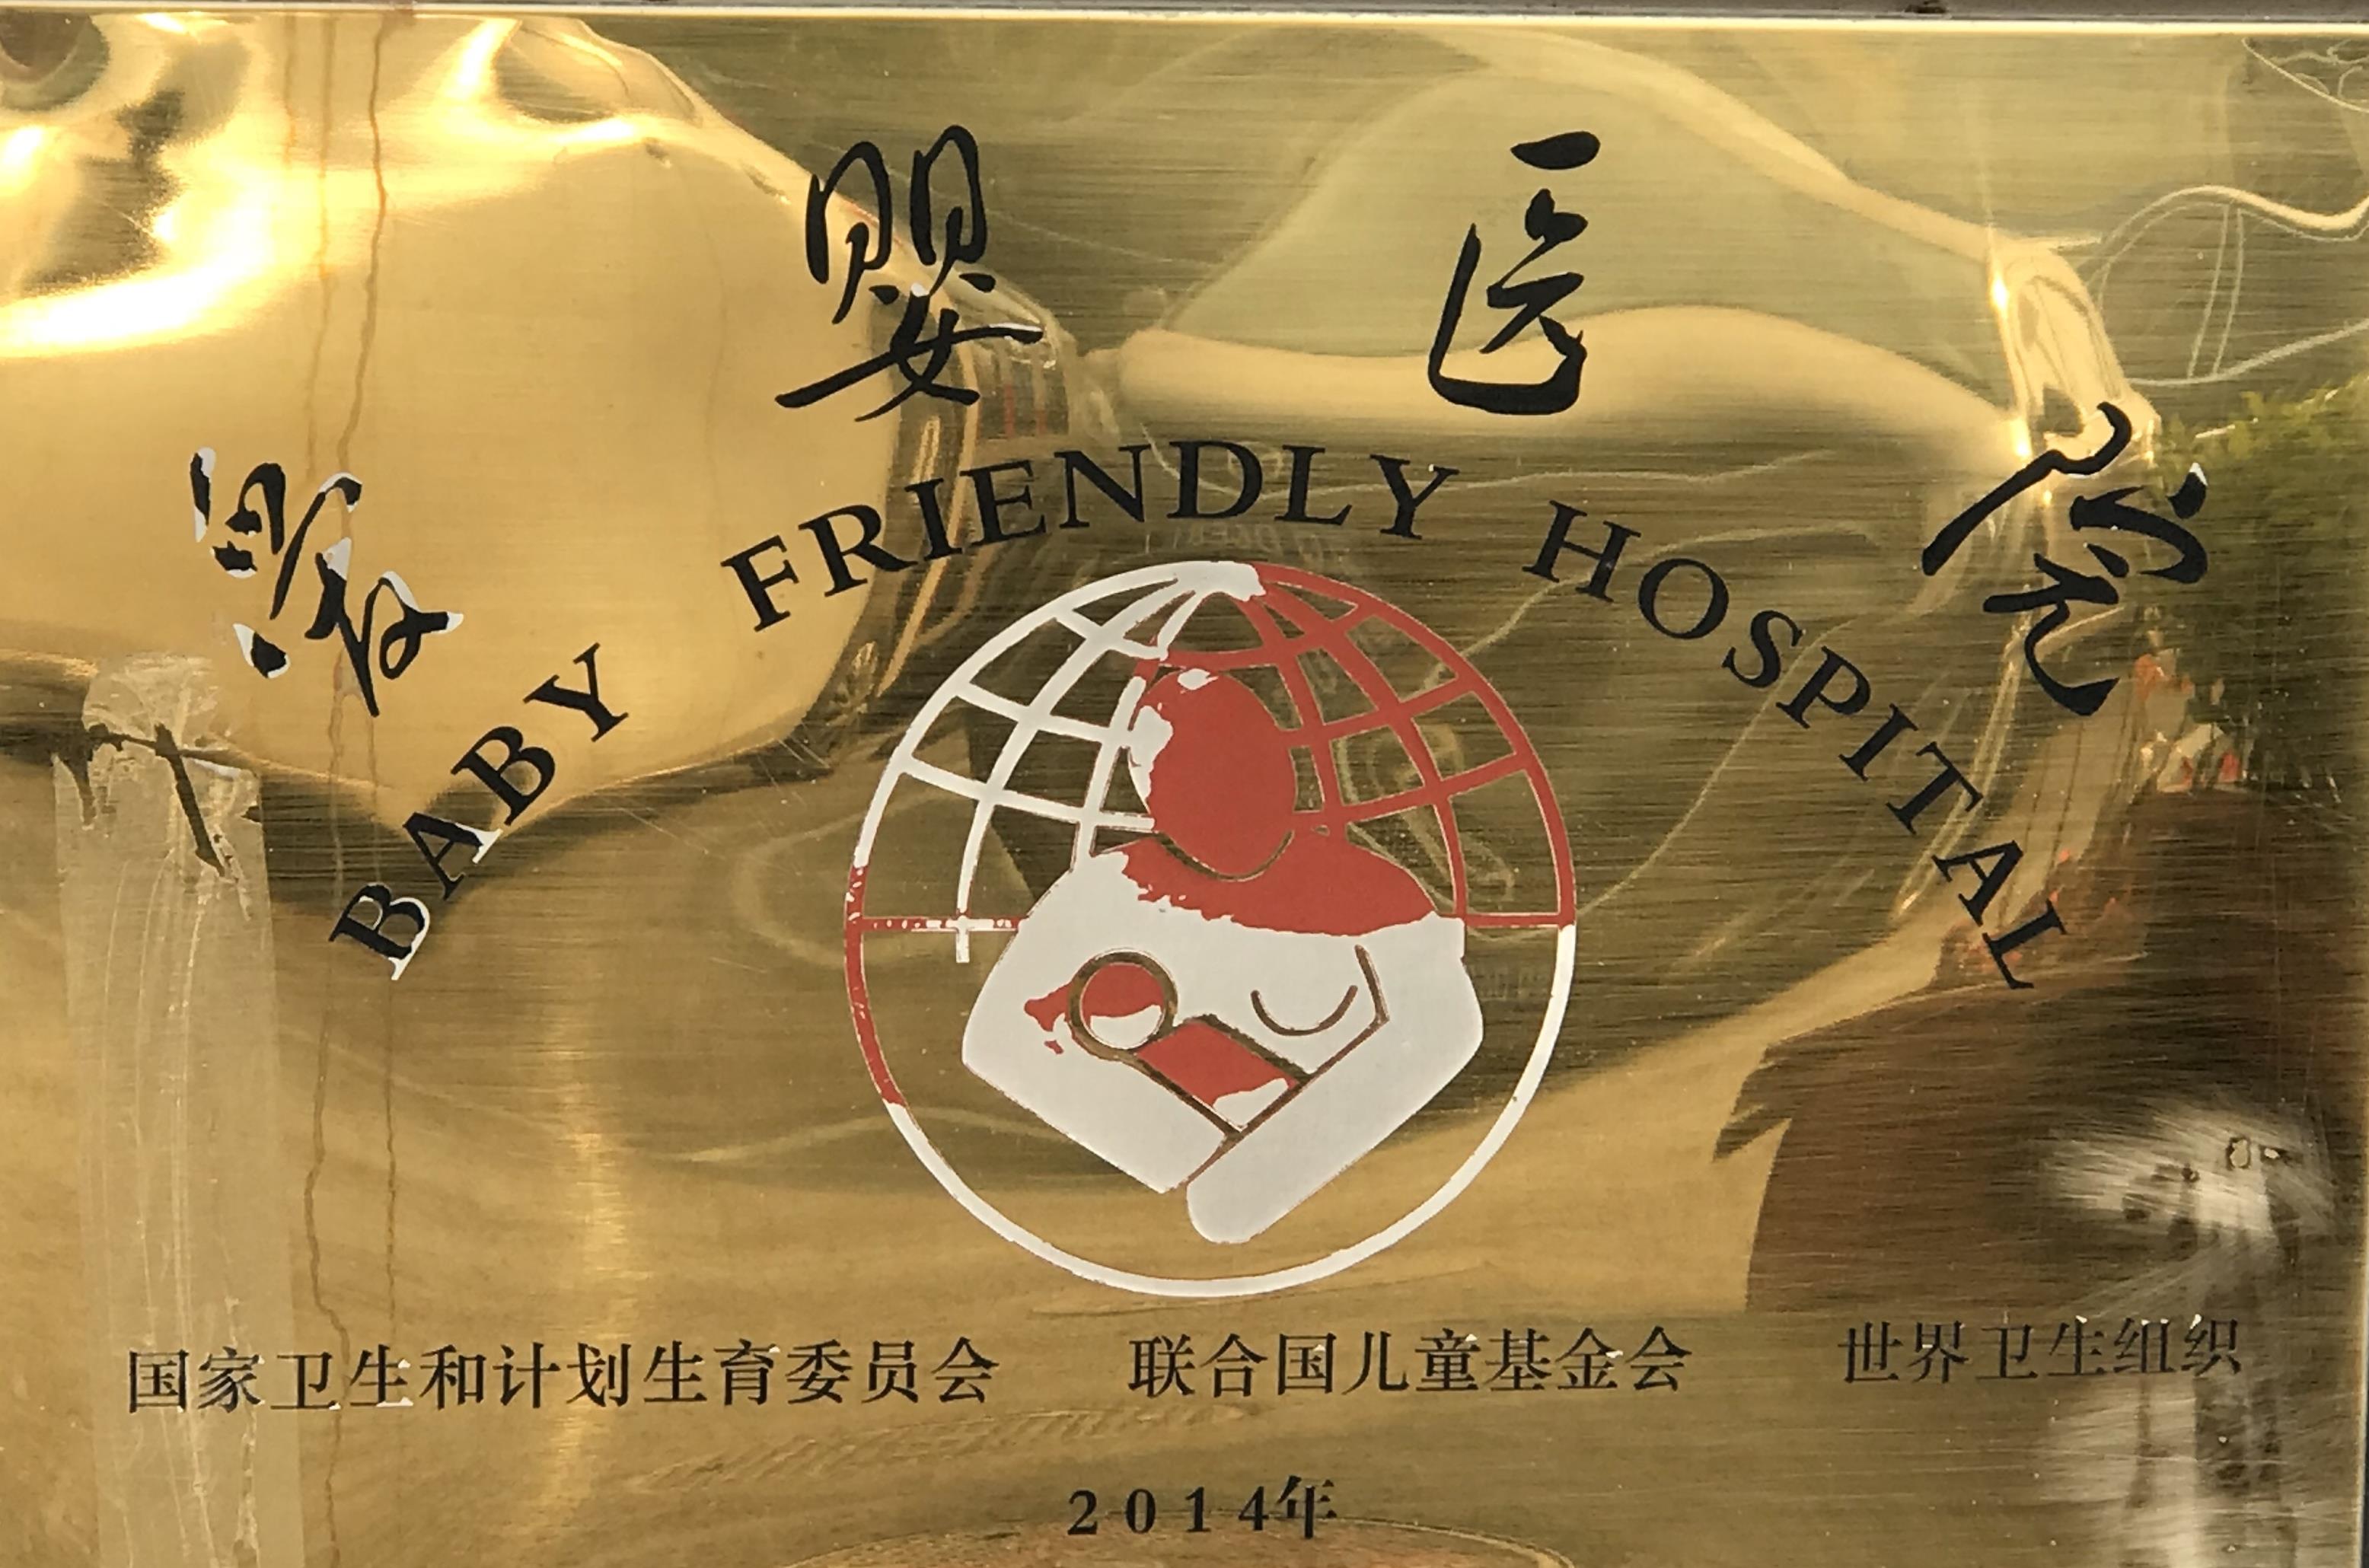 爱婴医院
BABY FRIENDLY HOSPITAL
国家卫生和计划生育委员会 联合国儿童基金会 世界卫生组织
2014年